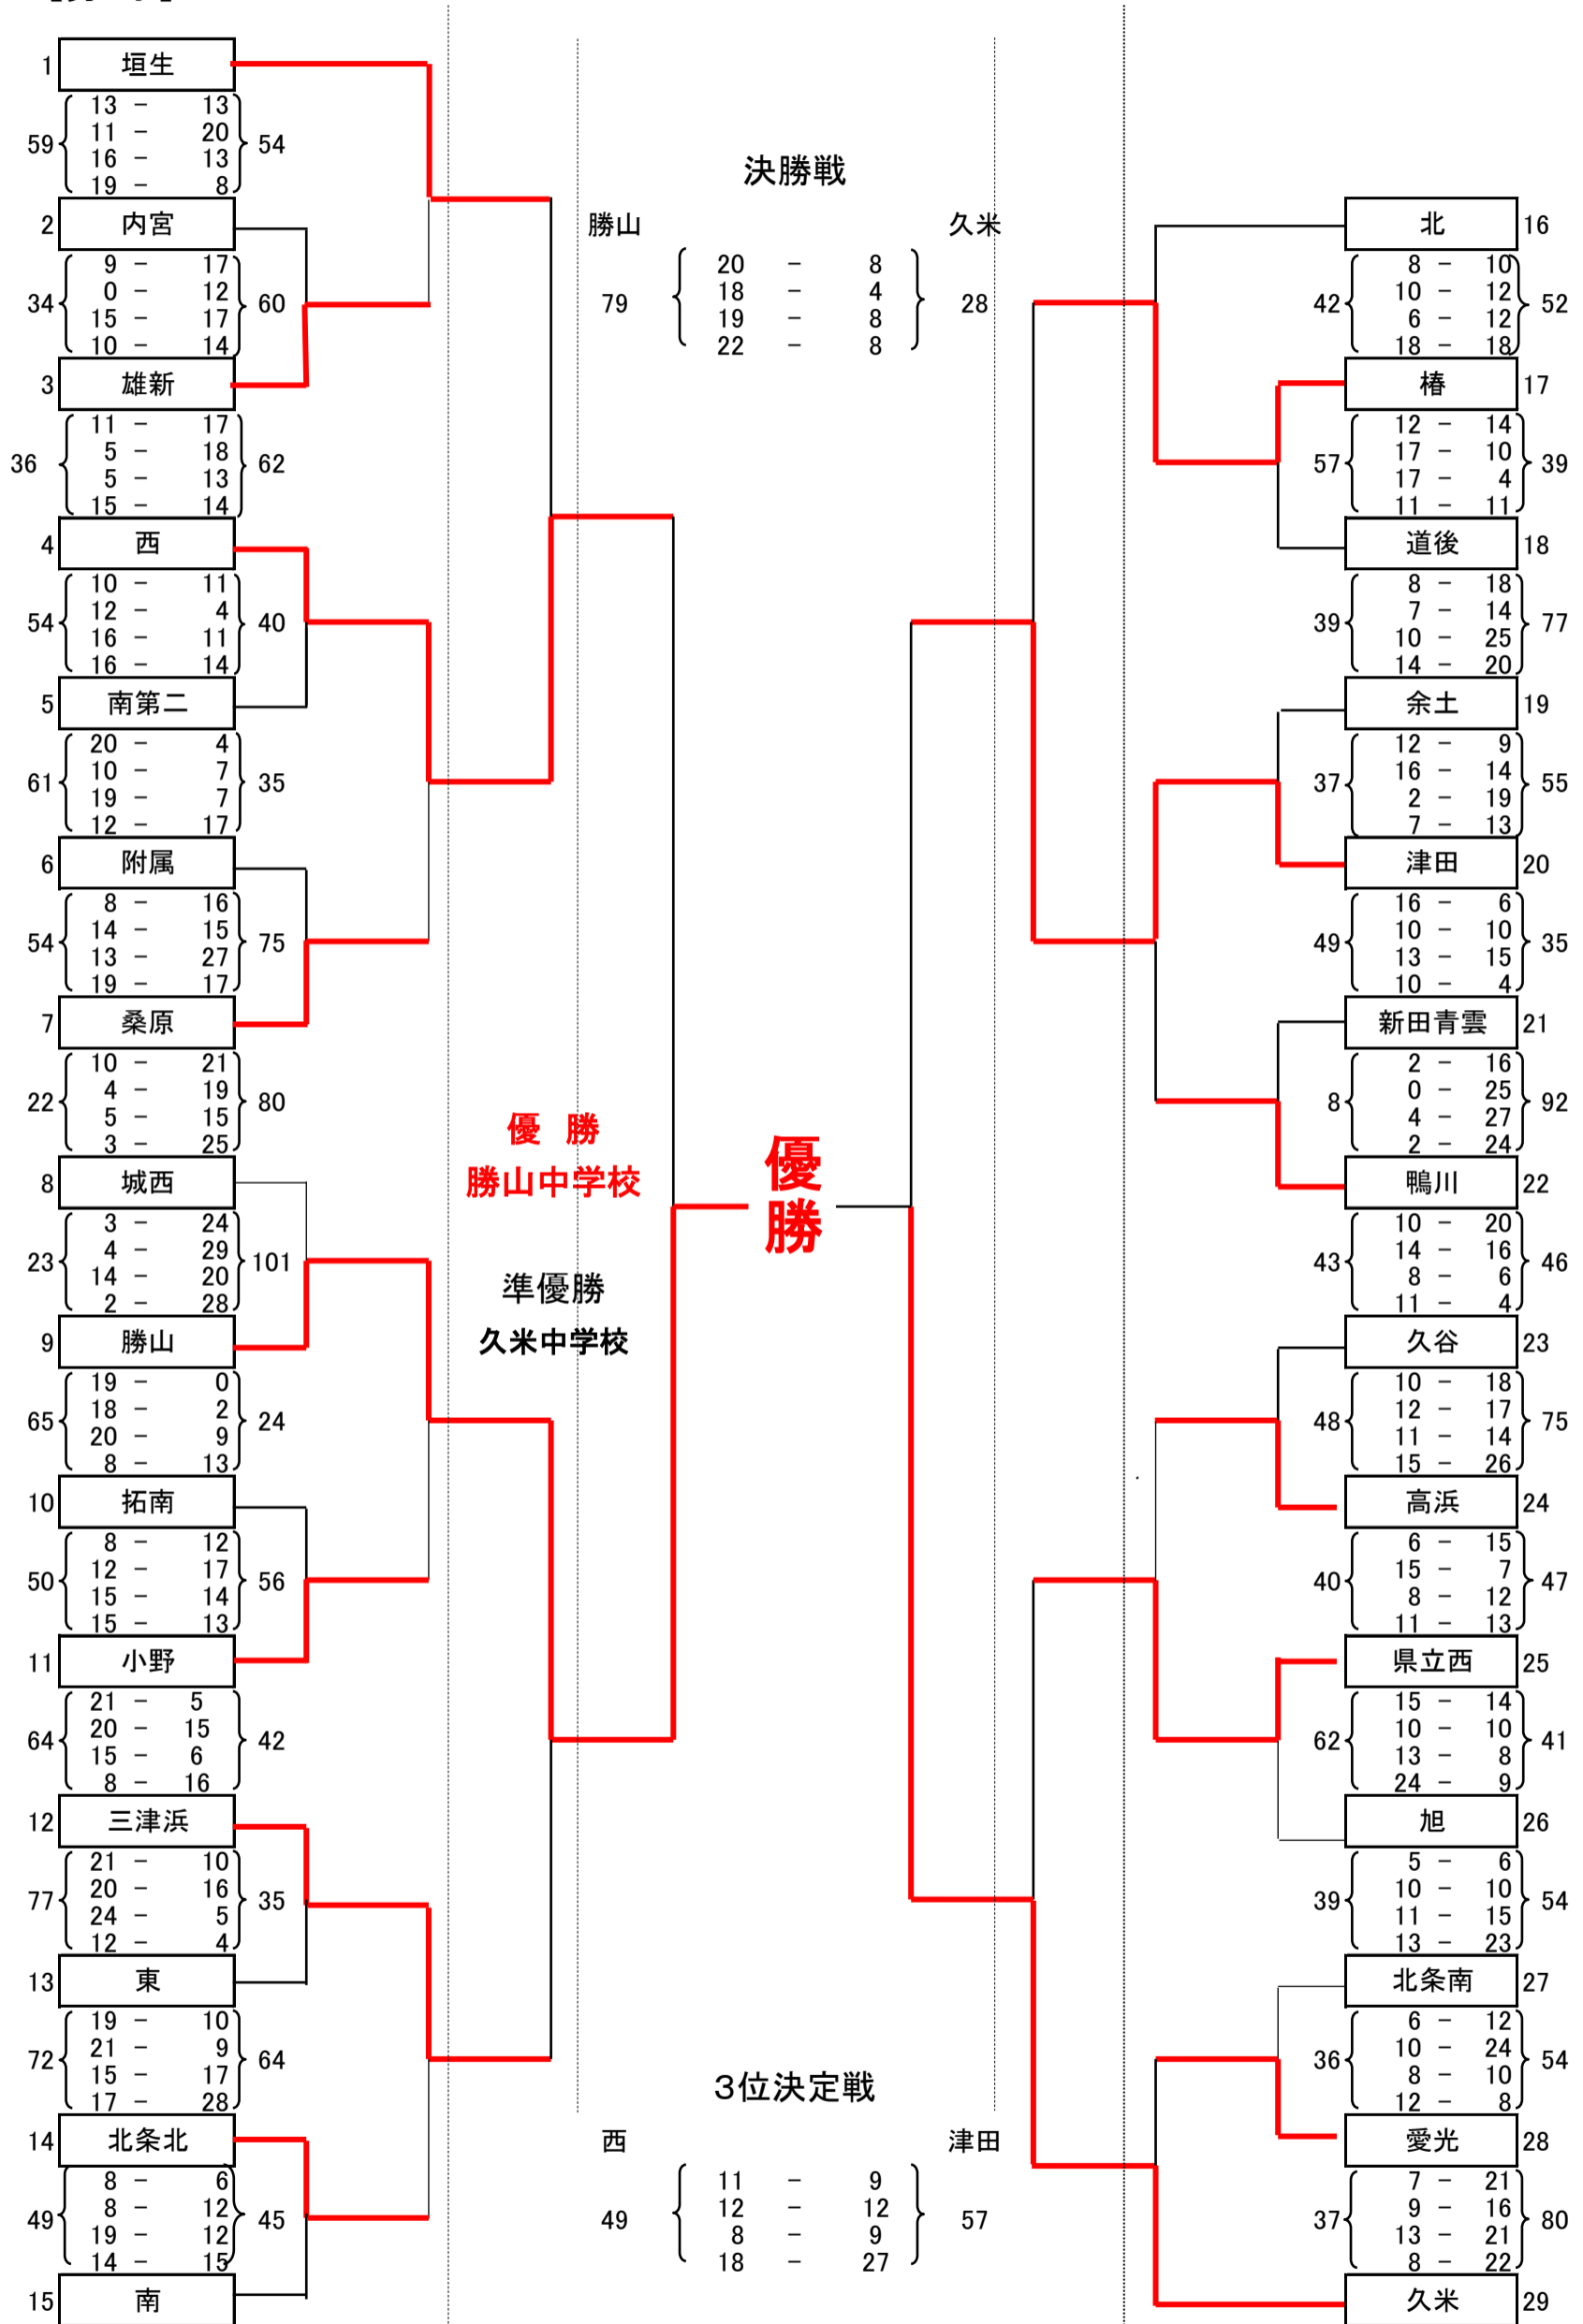 1 垣生
13 - 13
59 11 - 20 54
16 - 13
19 - 8
2 内宮
9 - 17
34 0 - 12 60
15 - 17
10 - 14
3 雄新
11 - 17
36 5 - 18 62
5 - 13
15 - 14
4 西
10 - 11
54 12 - 4 40
16 - 11
16 - 14
5 南第二
20 - 4
61 10 - 7 35
19 - 7
12 - 17
6 附属
8 - 16
54 14 - 15 75
13 - 27
19 - 17
7 桑原
10 - 21
22 4 - 19 80
5 - 15
3 - 25
8 城西
3 - 24
23 4 - 29 101
14 - 20
2 - 28
9 勝山
19 - 0
65 18 - 2 24
20 - 9
8 - 13
10 拓南
8 - 12
50 12 - 17 56
15 - 14
15 - 13
11 小野
21 - 5
64 20 - 15 42
15 - 6
8 - 16
12 三津浜
21 - 10
77 20 - 16 35
24 - 5
12 - 4
13 東
19 - 10
72 21 - 9 64
15 - 17
17 - 28
14 北条北
8 - 6
49 8 - 12 45
19 - 12
14 - 15
15 南
決勝戦
勝山 久米
20 - 8
79 18 - 4 28
19 - 8
22 - 8
優 勝
勝山中学校
優勝
準優勝
久米中学校
3位決定戦
西 津田
11 - 9
49 12 - 12 57
8 - 9
18 - 27
北 16
8 - 10
42 10 - 12 52
6 - 12
18 - 18
椿 17
12 - 14
57 17 - 10 39
17 - 4
11 - 11
道後 18
8 - 18
39 7 - 14 77
10 - 25
14 - 20
余土 19
12 - 9
37 16 - 14 55
2 - 19
7 - 13
津田 20
16 - 6
49 10 - 10 35
13 - 15
10 - 4
新田青雲 21
2 - 16
8 0 - 25 92
4 - 27
2 - 24
鴨川 22
10 - 20
43 14 - 16 46
8 - 6
11 - 4
久谷 23
10 - 18
48 12 - 17 75
11 - 14
15 - 26
高浜 24
6 - 15
40 15 - 7 47
8 - 12
11 - 13
県立西 25
15 - 14
62 10 - 10 41
13 - 8
24 - 9
旭 26
5 - 6
39 10 - 10 54
11 - 15
13 - 23
北条南 27
6 - 12
36 10 - 24 54
8 - 10
12 - 8
愛光 28
7 - 21
37 9 - 16 80
13 - 21
8 - 22
久米 29